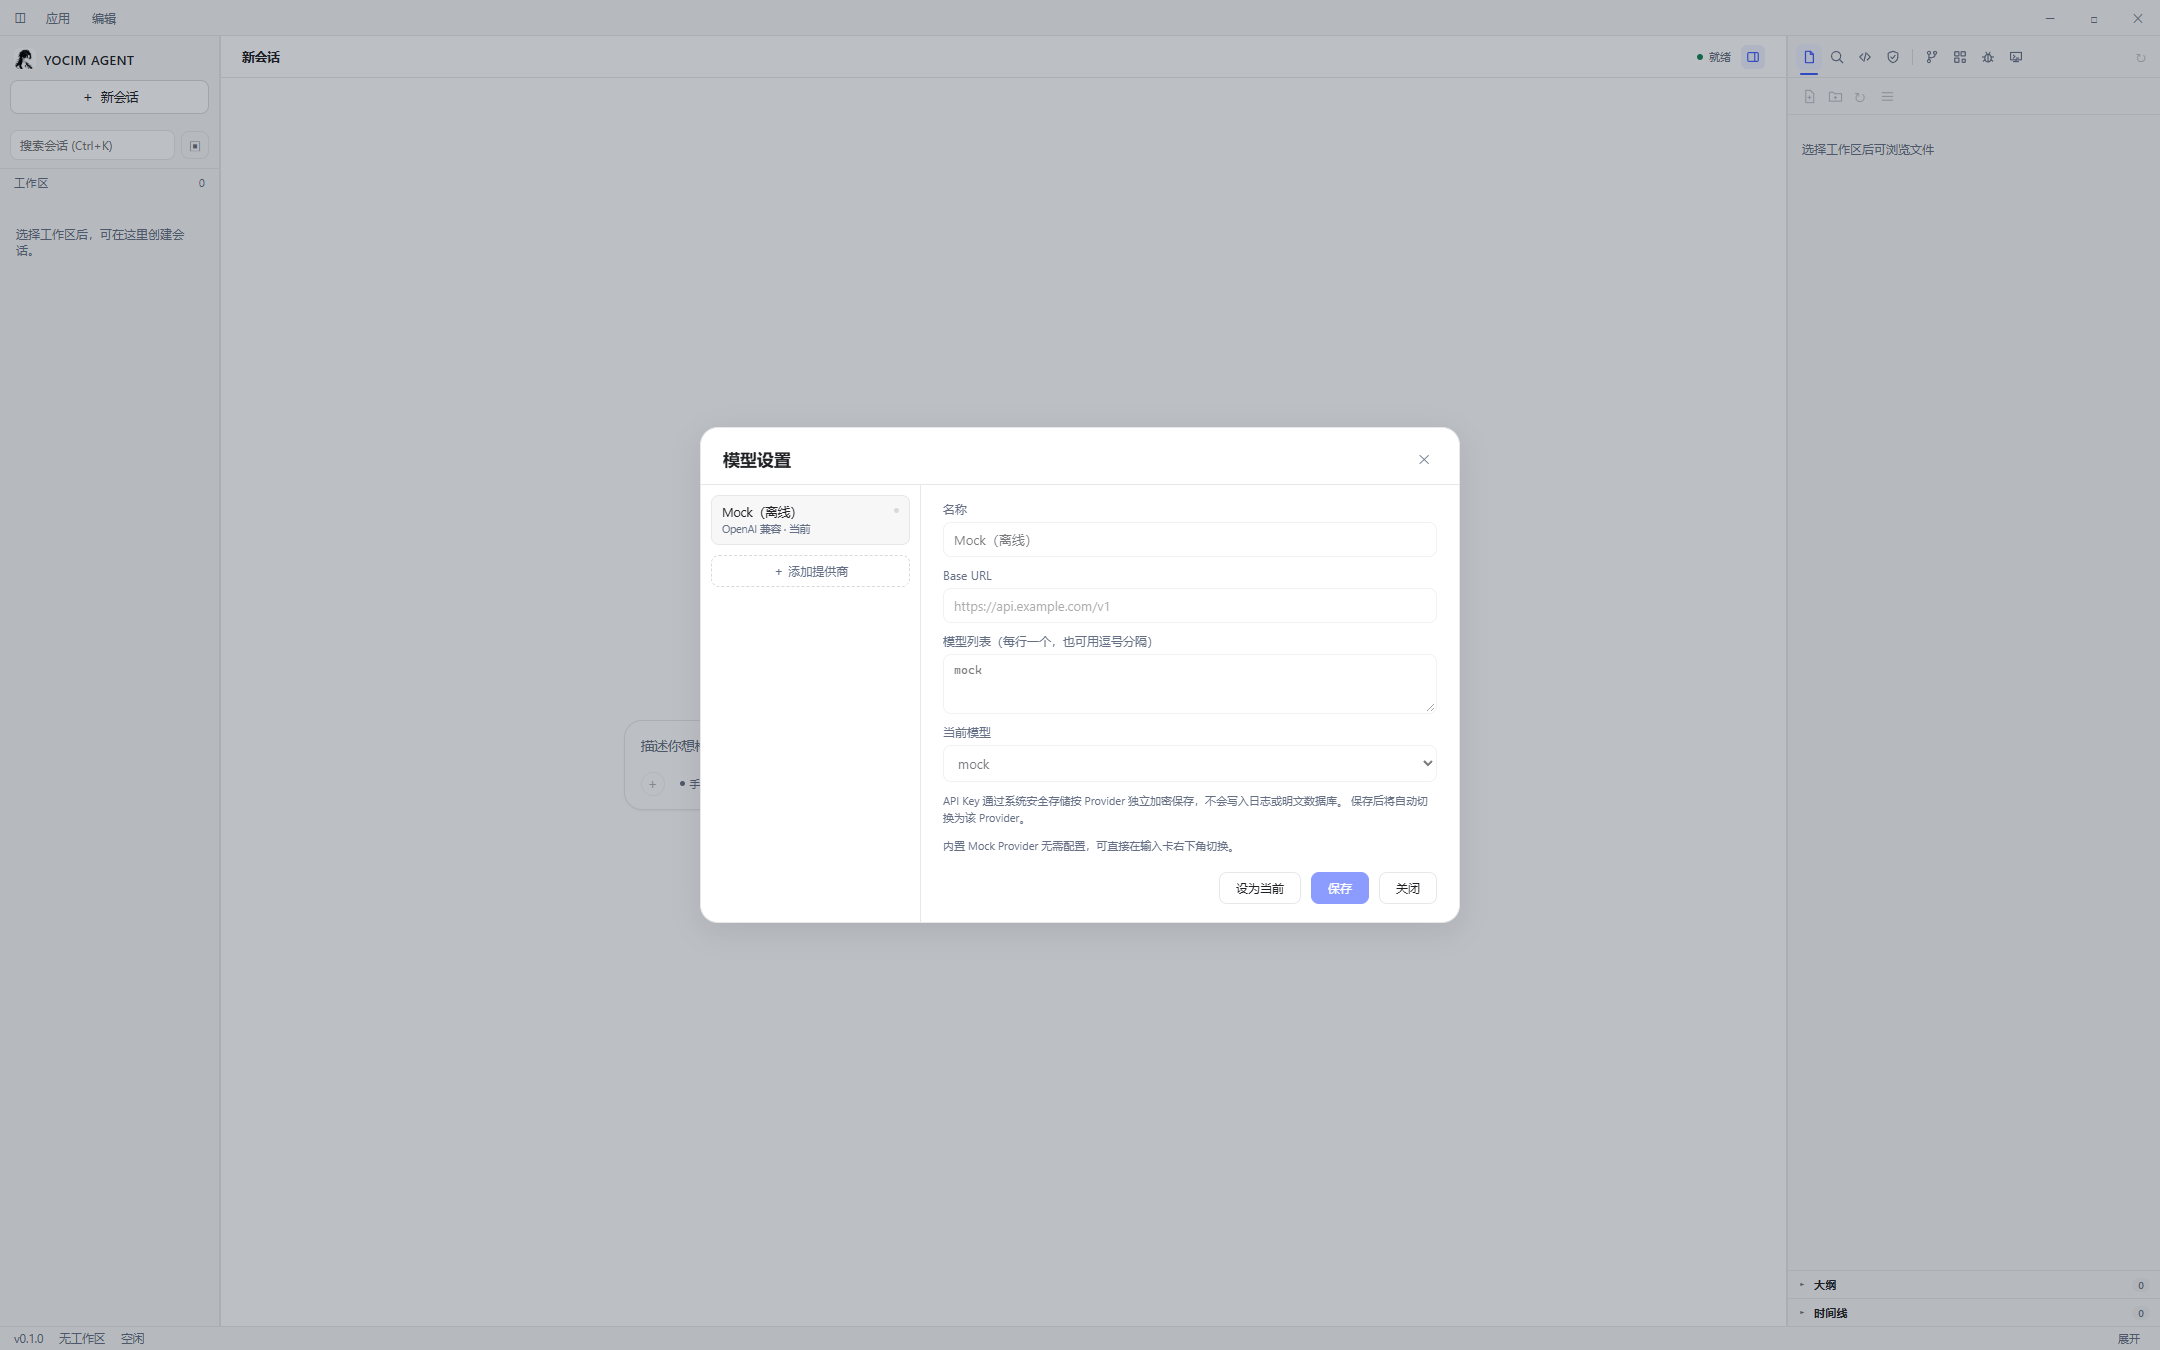 应用 编辑
YOCIM AGENT
+ 新会话
搜索会话 (Ctrl+K)
工作区 0
选择工作区后，可在这里创建会
话。
新会话
就绪
选择工作区后可浏览文件
描述你想
+ 手
模型设置
Mock（离线）
OpenAI 兼容 · 当前
+ 添加提供商
名称
Mock（离线）
Base URL
https://api.example.com/v1
模型列表（每行一个，也可用逗号分隔）
mock
当前模型
mock
API Key 通过系统安全存储按 Provider 独立加密保存，不会写入日志或明文数据库。 保存后将自动切
换为该 Provider。
内置 Mock Provider 无需配置，可直接在输入卡右下角切换。
设为当前 保存 关闭
大纲 0
时间线 0
v0.1.0 无工作区 空闲
展开